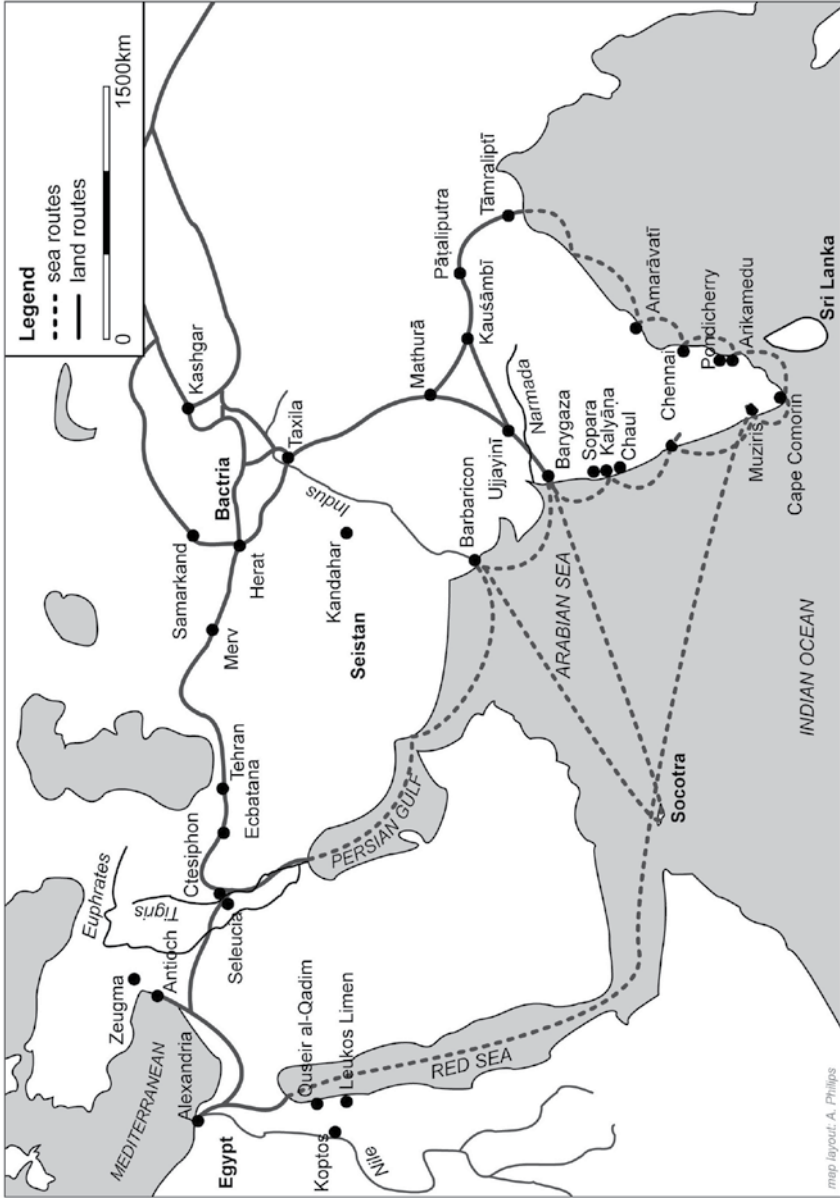 Legend
sea routes
land routes
0
1500km
MEDITERRANEAN
Zeugma
Antioch
Alexandria
Egypt
Koptos
Nile
Quseir al-Qadim
Leukos Limen
RED SEA
Euphrates
Tigris
Ctesiphon
Seleucia
Ecbatana
Tehran
PERSIAN GULF
Merv
Samarkand
Herat
Bactria
Kashgar
Taxila
Indus
Kandahar
Seistan
Barbaricon
Mathurā
Kauśāmbī
Pāṭaliputra
Tāmraliptī
Ujjayinī
Narmada
Barygaza
Sopara
Kalyāṇa
Chaul
ARABIAN SEA
Amarāvatī
Chennai
Pondicherry
Arikamedu
Muziris
Cape Comorin
Sri Lanka
Socotra
INDIAN OCEAN
map layout: A. Philips